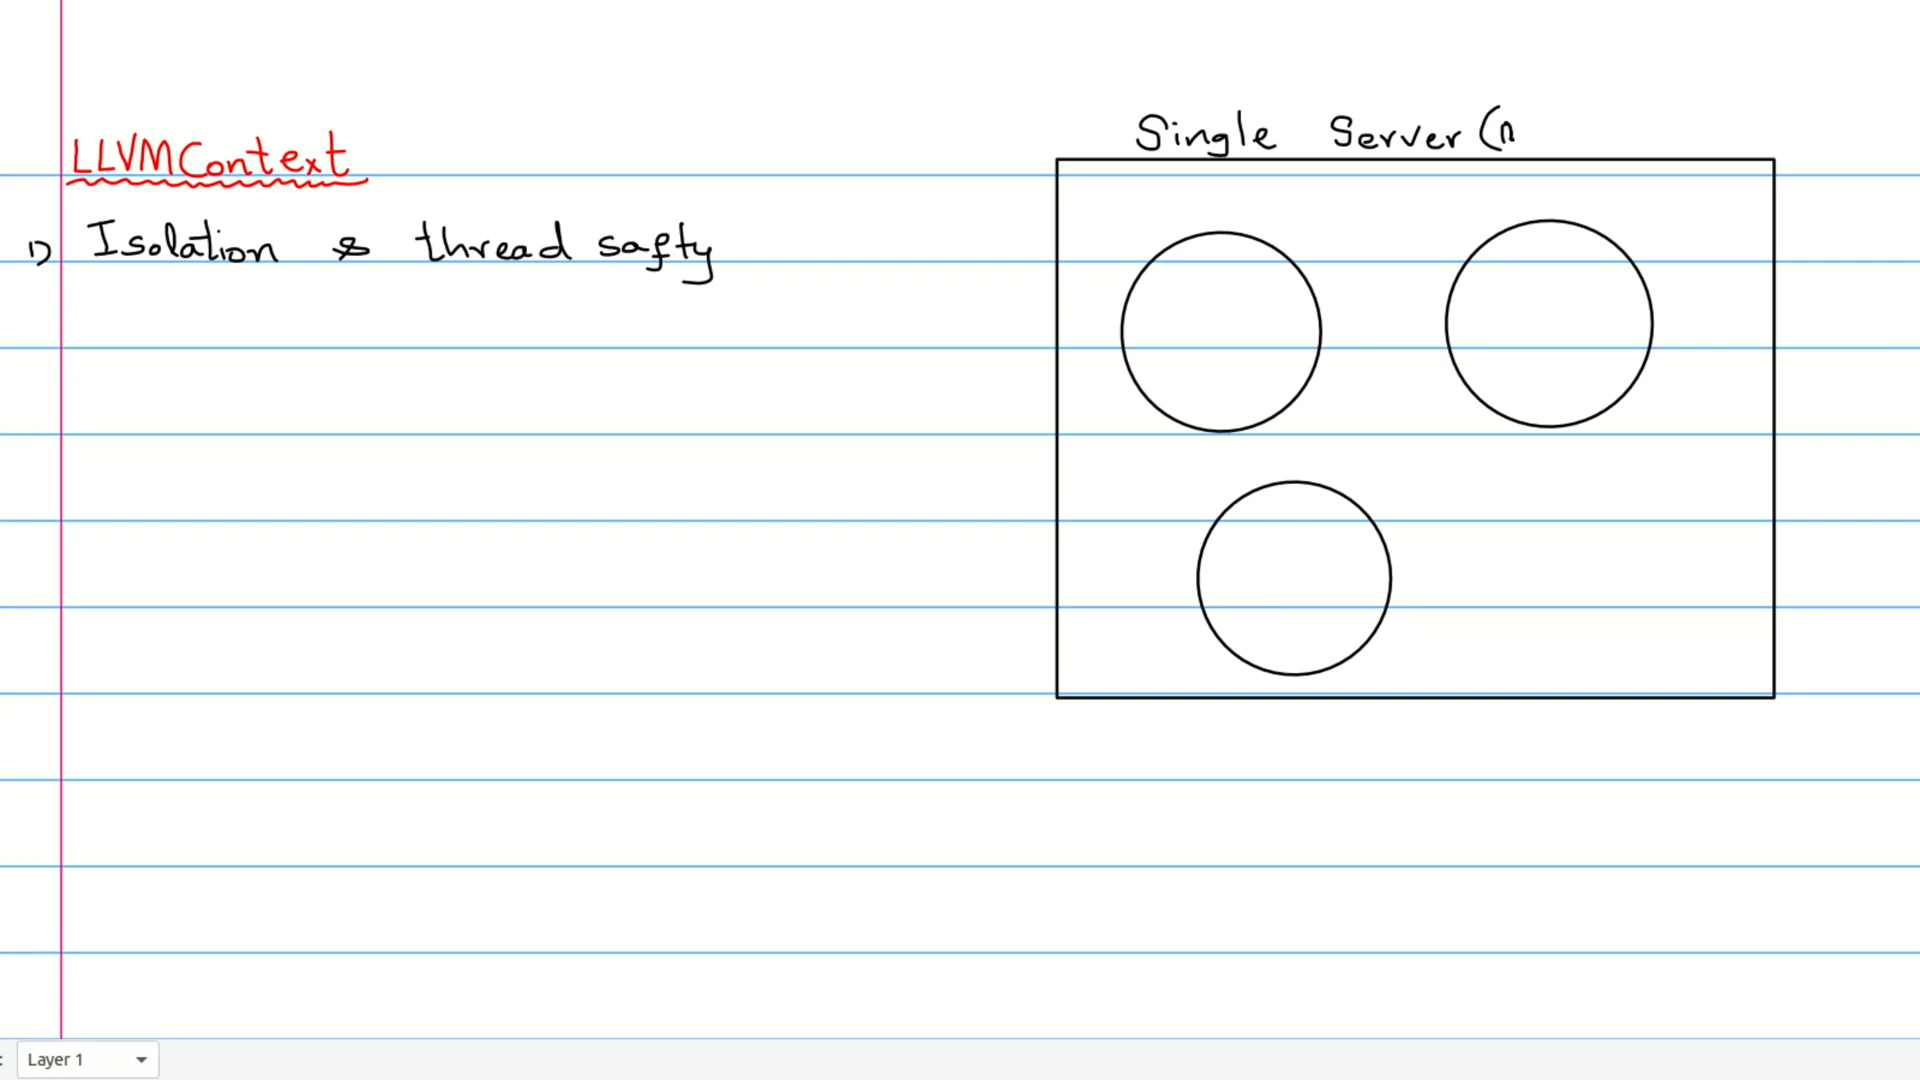 LLVMContext
1) Isolation & thread safty
Single Server (n
: Layer 1